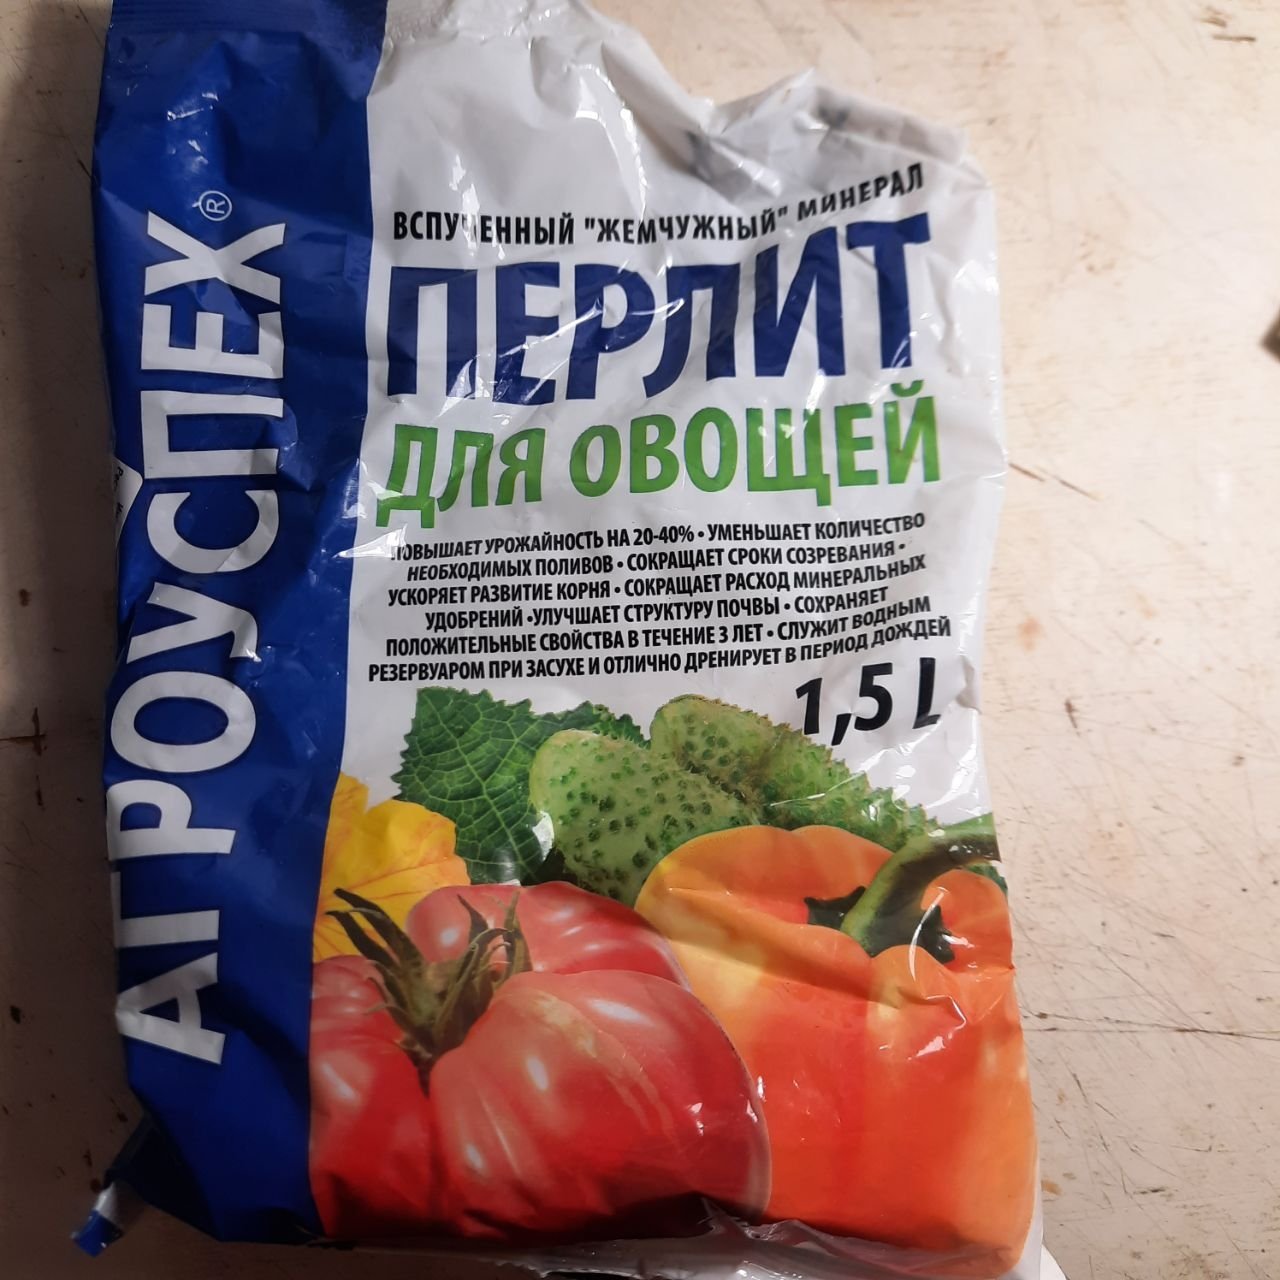 АГРОУСПЕХ®
ВСПУЧЕННЫЙ "ЖЕМЧУЖНЫЙ" МИНЕРАЛ
ПЕРЛИТ
ДЛЯ ОВОЩЕЙ
ПОВЫШАЕТ УРОЖАЙНОСТЬ НА 20-40% • УМЕНЬШАЕТ КОЛИЧЕСТВО
НЕОБХОДИМЫХ ПОЛИВОВ • СОКРАЩАЕТ СРОКИ СОЗРЕВАНИЯ •
УСКОРЯЕТ РАЗВИТИЕ КОРНЯ • СОКРАЩАЕТ РАСХОД МИНЕРАЛЬНЫХ
УДОБРЕНИЙ •УЛУЧШАЕТ СТРУКТУРУ ПОЧВЫ • СОХРАНЯЕТ
ПОЛОЖИТЕЛЬНЫЕ СВОЙСТВА В ТЕЧЕНИЕ 3 ЛЕТ • СЛУЖИТ ВОДНЫМ
РЕЗЕРВУАРОМ ПРИ ЗАСУХЕ И ОТЛИЧНО ДРЕНИРУЕТ В ПЕРИОД ДОЖДЕЙ
1,5 L